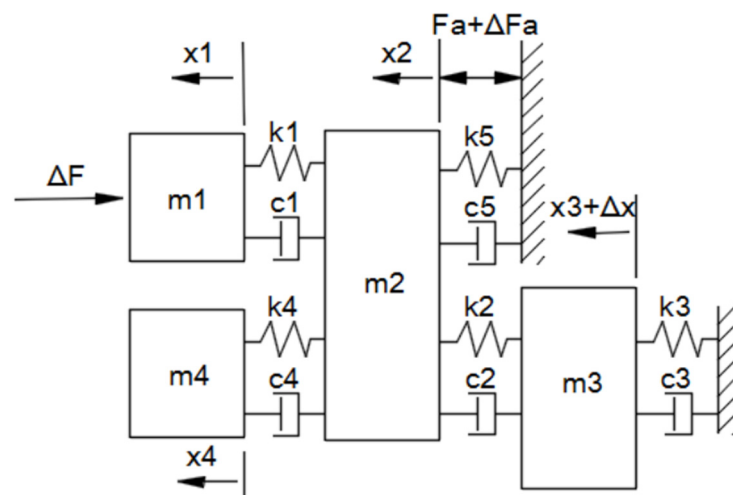 Fa+ΔFa
x1
x2
k1
k5
ΔF
m1
c1
c5
x3+Δx
m2
k4
k2
k3
m4
c4
c2
m3
c3
x4